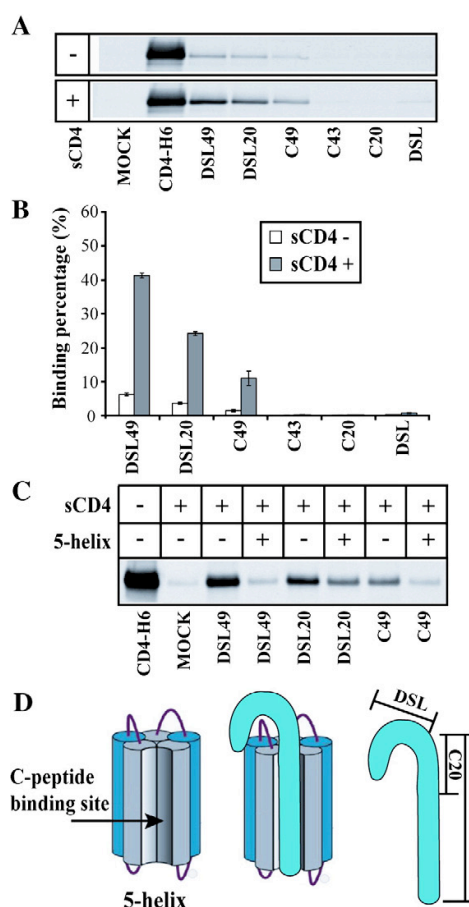 A
-
+
sCD4
MOCK
CD4-H6
DSL49
DSL20
C49
C43
C20
DSL
B
Binding percentage (%)
60
50
40
30
20
10
0
sCD4 -
sCD4 +
DSL49
DSL20
C49
C43
C20
DSL
C
sCD4 - + + + + + + +
5-helix - - - + - + - +
CD4-H6
MOCK
DSL49
DSL49
DSL20
DSL20
C49
C49
D
C-peptide
binding site
5-helix
DSL
C20